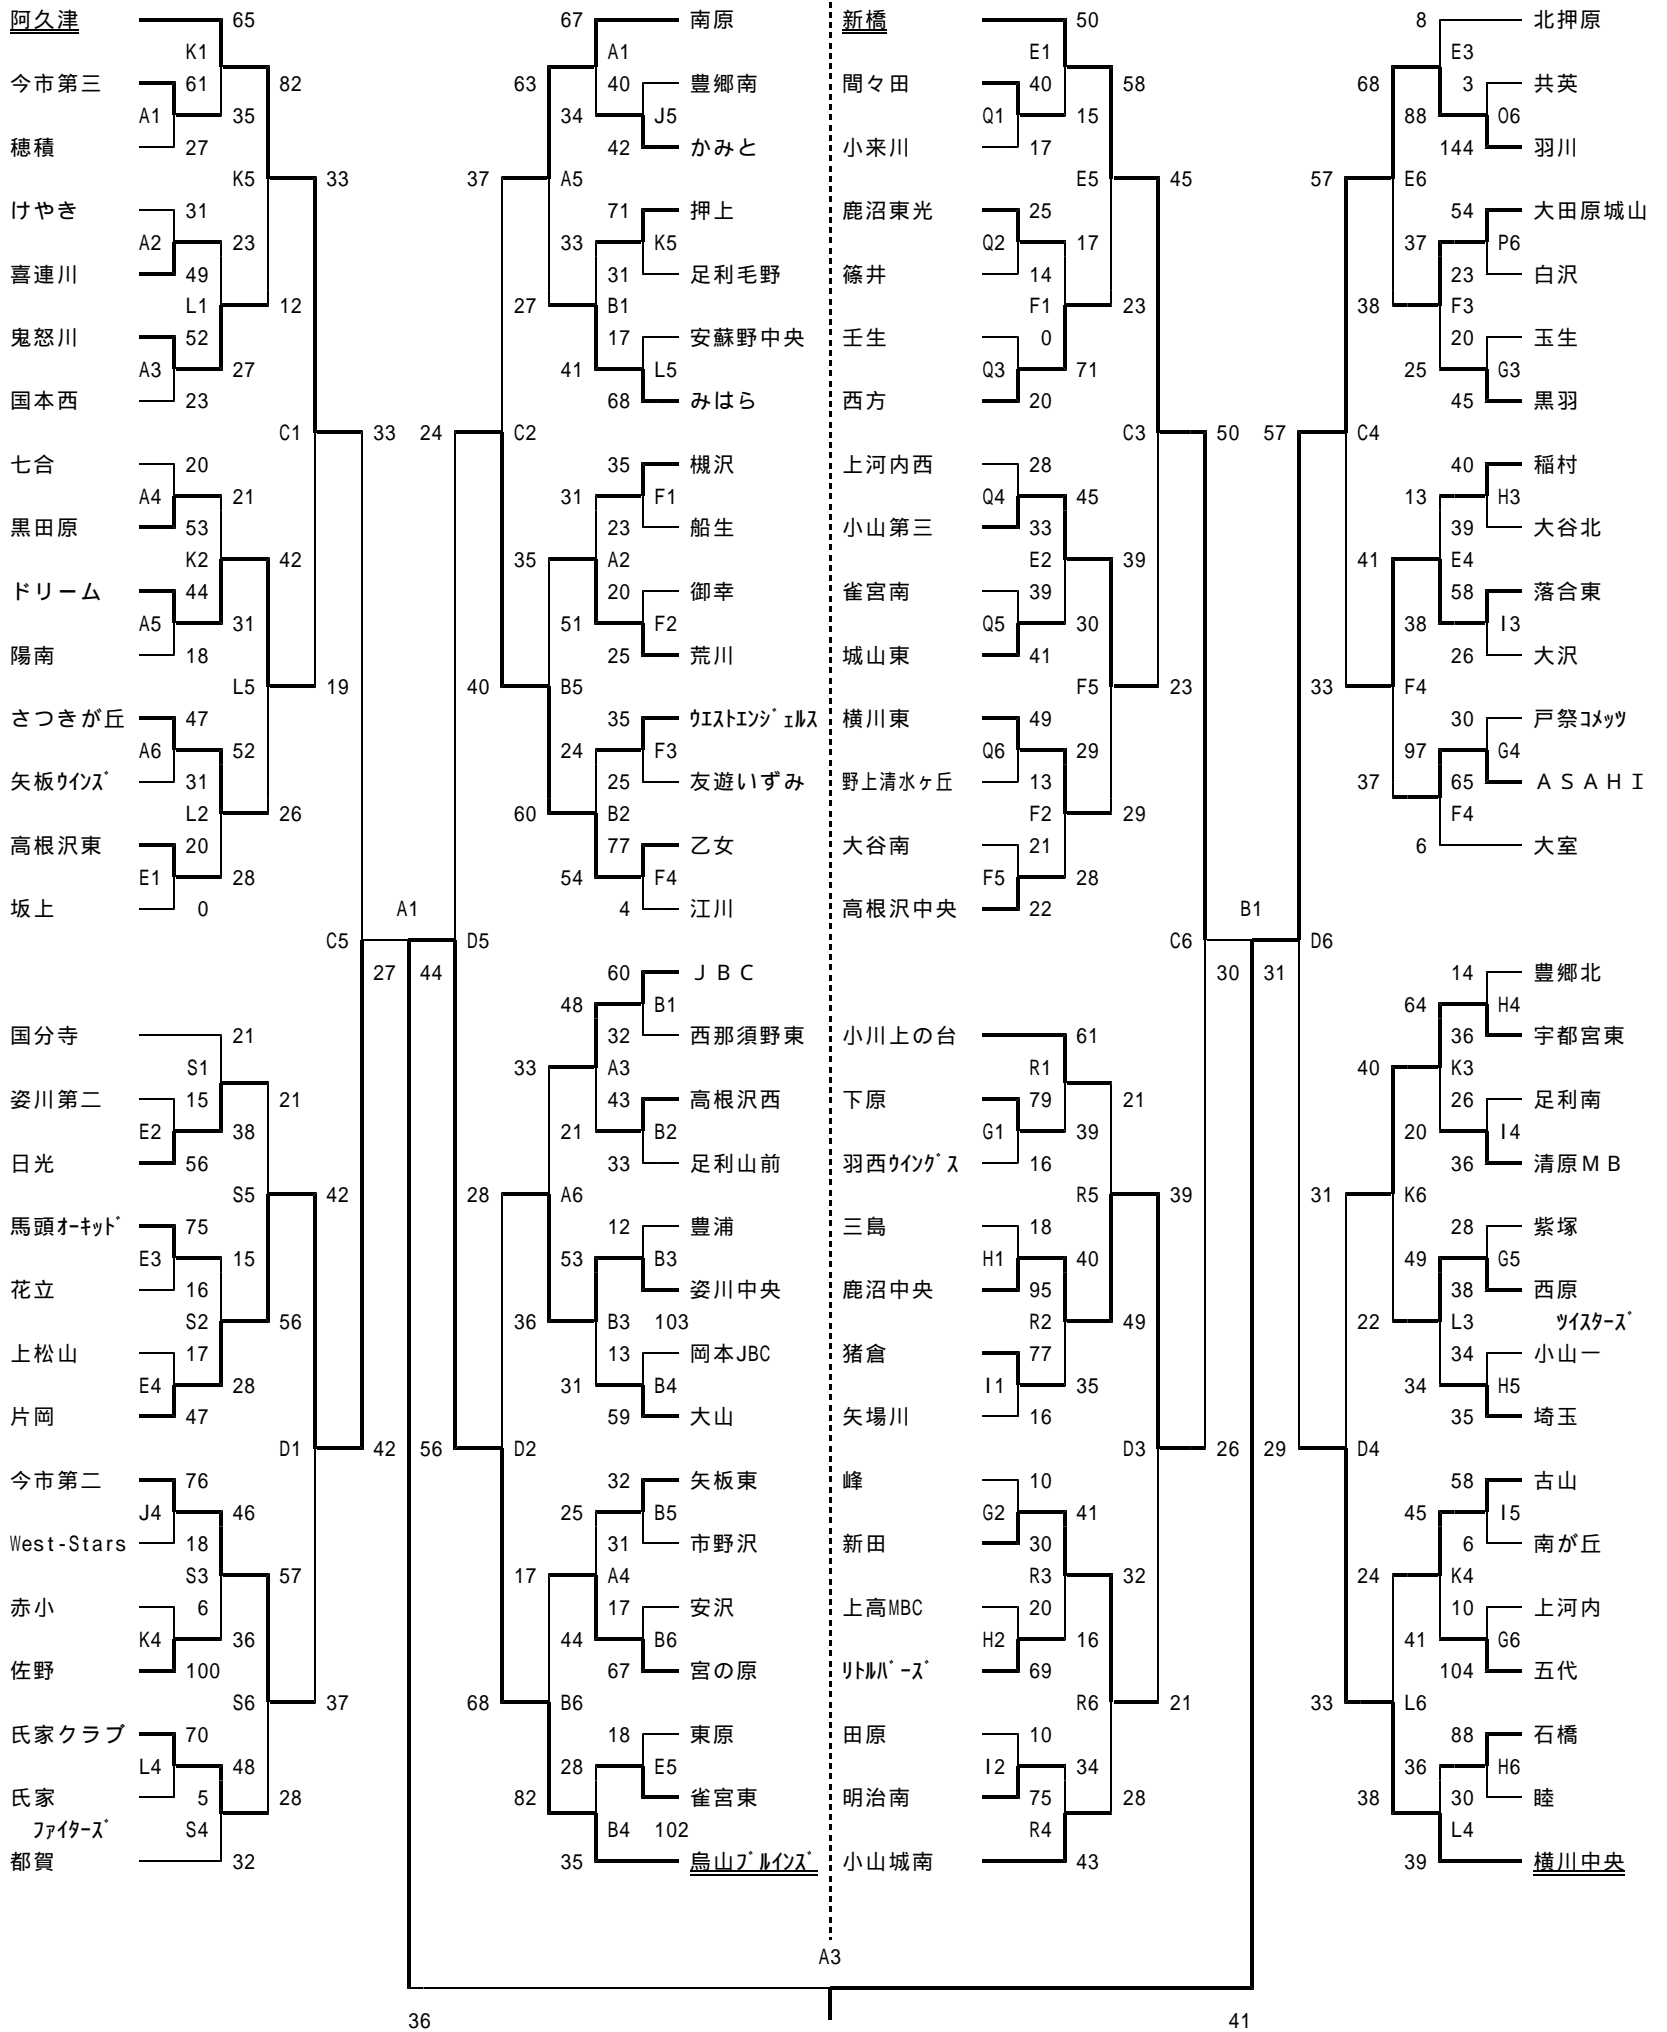 阿久津 65 67 南原 新橋 50 8 北押原
K1 A1 E1 E3
今市第三 61 82 63 40 豊郷南 間々田 40 58 68 3 共英
A1 35 34 J5 Q1 15 88 O6
穂積 27 42 かみと 小来川 17 144 羽川
K5 33 37 A5 E5 45 57 E6
けやき 31 71 押上 鹿沼東光 25 54 大田原城山
A2 23 33 K5 Q2 17 37 P6
喜連川 49 31 足利毛野 篠井 14 23 白沢
L1 12 27 B1 F1 23 38 F3
鬼怒川 52 17 安蘇野中央 壬生 0 20 玉生
A3 27 41 L5 Q3 71 25 G3
国本西 23 68 みはら 西方 20 45 黒羽
C1 33 24 C2 C3 50 57 C4
七合 20 35 槻沢 上河内西 28 40 稲村
A4 21 31 F1 Q4 45 13 H3
黒田原 53 23 船生 小山第三 33 39 大谷北
K2 42 35 A2 E2 39 41 E4
ドリーム 44 20 御幸 雀宮南 39 58 落合東
A5 31 51 F2 Q5 30 38 I3
陽南 18 25 荒川 城山東 41 26 大沢
L5 19 40 B5 F5 23 33 F4
さつきが丘 47 35 ウエストエンジェルス 横川東 49 30 戸祭コメッツ
A6 52 24 F3 Q6 29 97 G4
矢板ウインズ 31 25 友遊いずみ 野上清水ヶ丘 13 37 65 ＡＳＡＨＩ
L2 26 60 B2 F2 29 F4
高根沢東 20 77 乙女 大谷南 21 6 大室
E1 28 54 F4 F5 28
坂上 0 A1 4 江川 高根沢中央 22 B1
C5 D5 C6 D6
27 44 60 ＪＢＣ 30 31 14 豊郷北
48 B1 64 H4
国分寺 21 32 西那須野東 小川上の台 61 36 宇都宮東
S1 33 A3 R1 40 K3
姿川第二 15 21 43 高根沢西 下原 79 21 26 足利南
E2 38 21 B2 G1 39 20 I4
日光 56 33 足利山前 羽西ウイングス 16 36 清原ＭＢ
S5 42 28 A6 R5 39 31 K6
馬頭オーキッド 75 12 豊浦 三島 18 28 紫塚
E3 15 53 B3 H1 40 49 G5
花立 16 姿川中央 鹿沼中央 95 38 西原
S2 56 36 B3 103 R2 49 22 L3 ツイスターズ
上松山 17 13 岡本JBC 猪倉 77 34 小山一
E4 28 31 B4 I1 35 34 H5
片岡 47 59 大山 矢場川 16 35 埼玉
D1 42 56 D2 D3 26 29 D4
今市第二 76 32 矢板東 峰 10 58 古山
J4 46 25 B5 G2 41 45 I5
West-Stars 18 31 市野沢 新田 30 6 南が丘
S3 57 17 A4 R3 32 24 K4
赤小 6 17 安沢 上高MBC 20 10 上河内
K4 36 44 B6 H2 16 41 G6
佐野 100 67 宮の原 リトルバーズ 69 104 五代
S6 37 68 B6 R6 21 33 L6
氏家クラブ 70 18 東原 田原 10 88 石橋
L4 48 28 E5 I2 34 36 H6
氏家 5 28 82 雀宮東 明治南 75 28 38 30 睦
ファイターズ S4 B4 102 R4 L4
都賀 32 35 烏山ブルインズ 小山城南 43 39 横川中央
A3
36 41